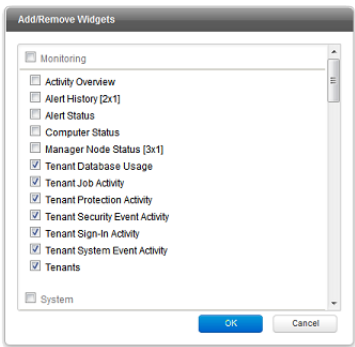 Add/Remove Widgets
Monitoring
Activity Overview
Alert History [2x1]
Alert Status
Computer Status
Manager Node Status [3x1]
Tenant Database Usage
Tenant Job Activity
Tenant Protection Activity
Tenant Security Event Activity
Tenant Sign-In Activity
Tenant System Event Activity
Tenants
System
OK Cancel